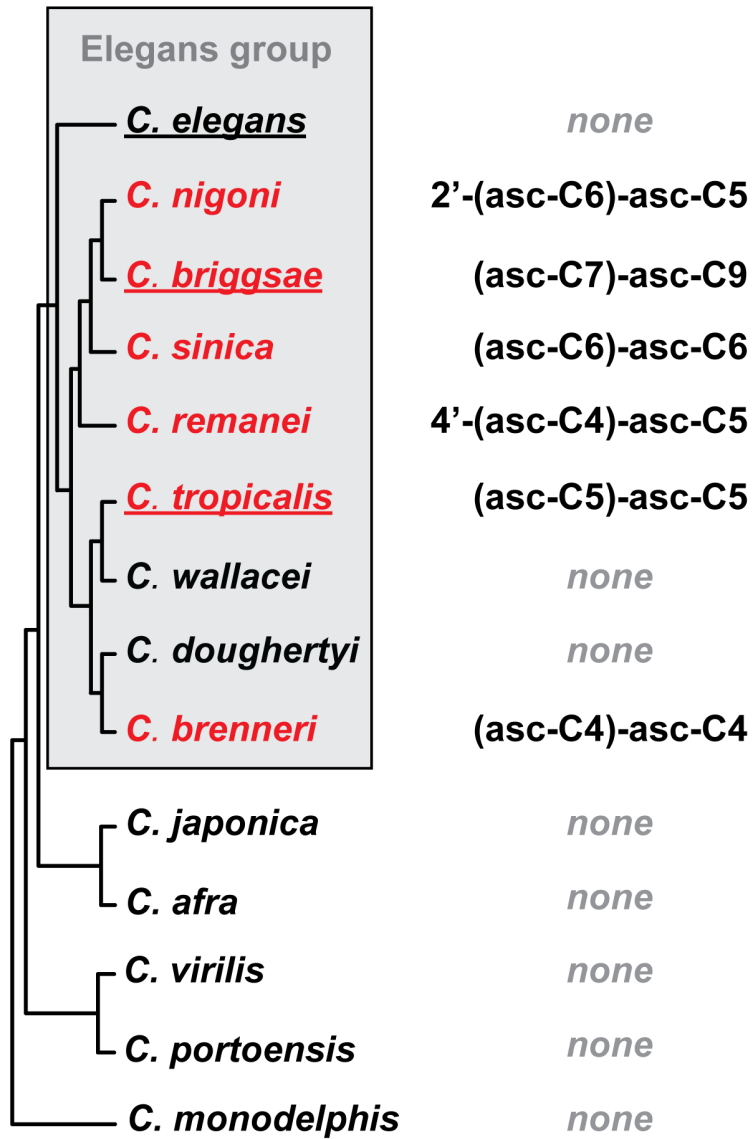 Elegans group
C. elegans none
C. nigoni 2’-(asc-C6)-asc-C5
C. briggsae (asc-C7)-asc-C9
C. sinica (asc-C6)-asc-C6
C. remanei 4’-(asc-C4)-asc-C5
C. tropicalis (asc-C5)-asc-C5
C. wallacei none
C. doughertyi none
C. brenneri (asc-C4)-asc-C4
C. japonica none
C. afra none
C. virilis none
C. portoensis none
C. monodelphis none